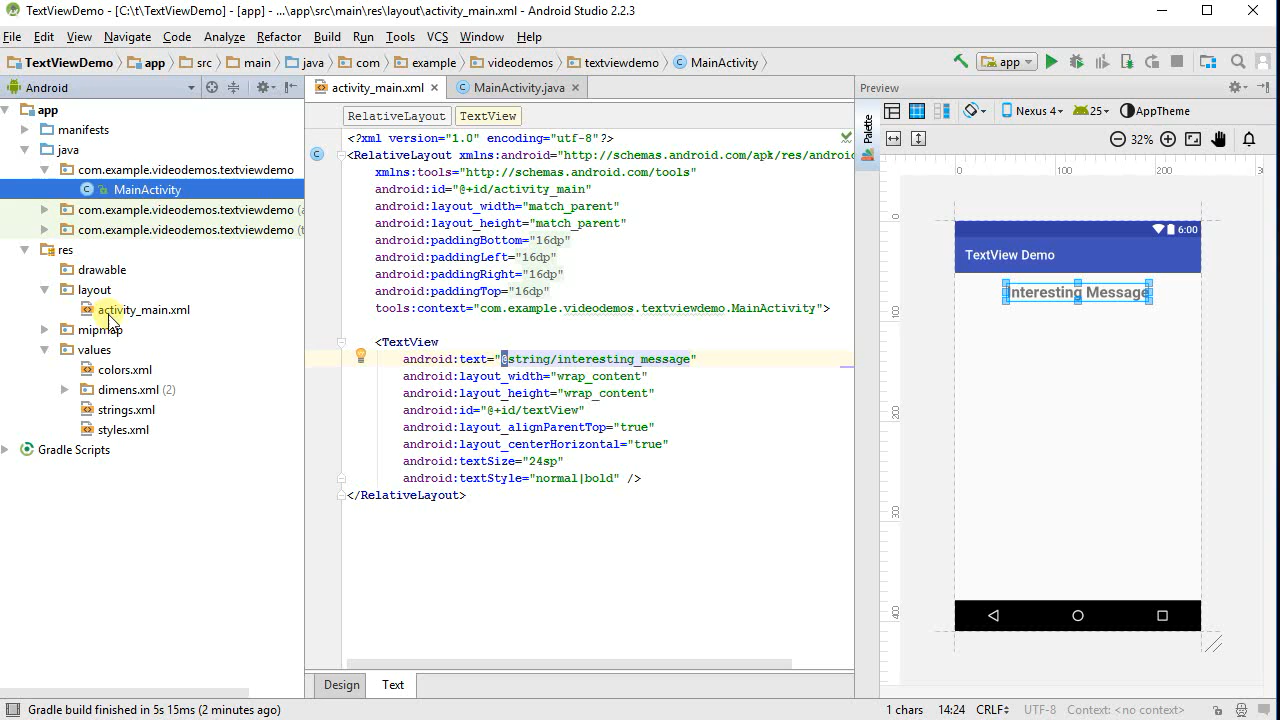 TextViewDemo - [C:\t\TextViewDemo] - [app] - ...\app\src\main\res\layout\activity_main.xml - Android Studio 2.2.3
File Edit View Navigate Code Analyze Refactor Build Run Tools VCS Window Help
TextViewDemo app src main java com example videodemos textviewdemo MainActivity app
Android
activity_main.xml MainActivity.java
Preview
app
manifests
java
com.example.videodemos.textviewdemo
MainActivity
com.example.videodemos.textviewdemo (a
com.example.videodemos.textviewdemo (t
res
drawable
layout
activity_main.xml
mipmap
values
colors.xml
dimens.xml (2)
strings.xml
styles.xml
Gradle Scripts
RelativeLayout TextView
<?xml version="1.0" encoding="utf-8"?>
<RelativeLayout xmlns:android="http://schemas.android.com/apk/res/androi
xmlns:tools="http://schemas.android.com/tools"
android:id="@+id/activity_main"
android:layout_width="match_parent"
android:layout_height="match_parent"
android:paddingBottom="16dp"
android:paddingLeft="16dp"
android:paddingRight="16dp"
android:paddingTop="16dp"
tools:context="com.example.videodemos.textviewdemo.MainActivity">
<TextView
android:text="@string/interesting_message"
android:layout_width="wrap_content"
android:layout_height="wrap_content"
android:id="@+id/textView"
android:layout_alignParentTop="true"
android:layout_centerHorizontal="true"
android:textSize="24sp"
android:textStyle="normal|bold" />
</RelativeLayout>
Design Text
Palette
Nexus 4 25 AppTheme
32%
0 100 200
0
100
200
300
400
6:00
TextView Demo
Interesting Message
Gradle build finished in 5s 15ms (2 minutes ago)
1 chars 14:24 CRLF UTF-8 Context: <no context>